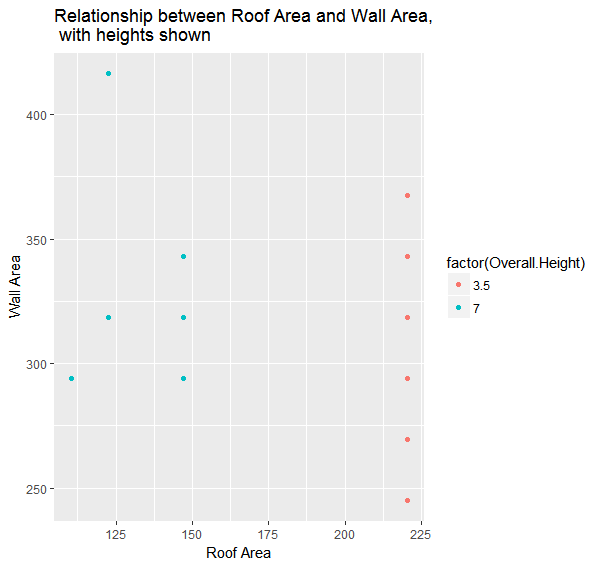 Relationship between Roof Area and Wall Area,
with heights shown
400
350
300
250
Wall Area
125
150
175
200
225
Roof Area
factor(Overall.Height)
3.5
7